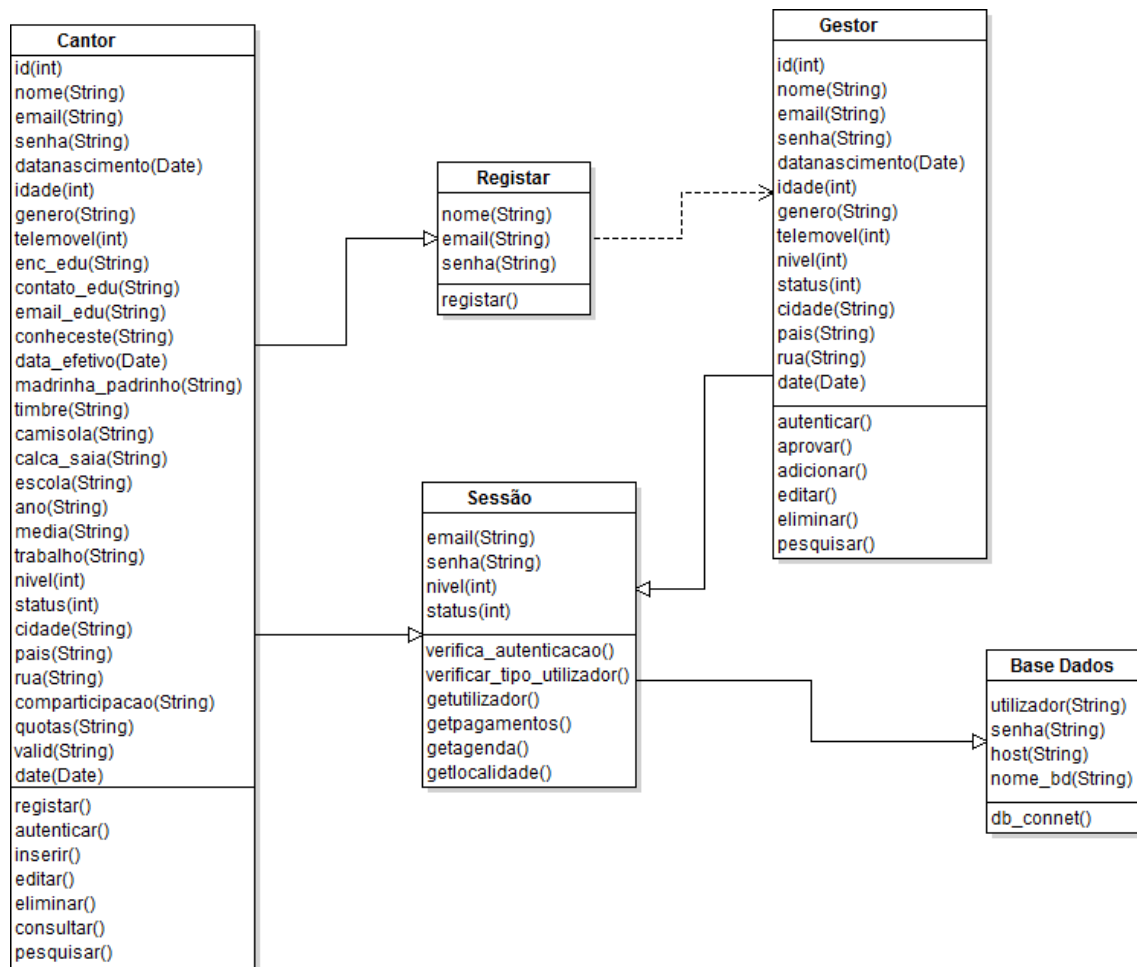 Cantor
id(int)
nome(String)
email(String)
senha(String)
datanascimento(Date)
idade(int)
genero(String)
telemovel(int)
enc_edu(String)
contato_edu(String)
email_edu(String)
conheceste(String)
data_efetivo(Date)
madrinha_padrinho(String)
timbre(String)
camisola(String)
calca_saia(String)
escola(String)
ano(String)
media(String)
trabalho(String)
nivel(int)
status(int)
cidade(String)
pais(String)
rua(String)
comparticipacao(String)
quotas(String)
valid(String)
date(Date)
registar()
autenticar()
inserir()
editar()
eliminar()
consultar()
pesquisar()
Registar
nome(String)
email(String)
senha(String)
registar()
Sessão
email(String)
senha(String)
nivel(int)
status(int)
verifica_autenticacao()
verificar_tipo_utilizador()
getutilizador()
getpagamentos()
getagenda()
getlocalidade()
Gestor
id(int)
nome(String)
email(String)
senha(String)
datanascimento(Date)
idade(int)
genero(String)
telemovel(int)
nivel(int)
status(int)
cidade(String)
pais(String)
rua(String)
date(Date)
autenticar()
aprovar()
adicionar()
editar()
eliminar()
pesquisar()
Base Dados
utilizador(String)
senha(String)
host(String)
nome_bd(String)
db_connet()